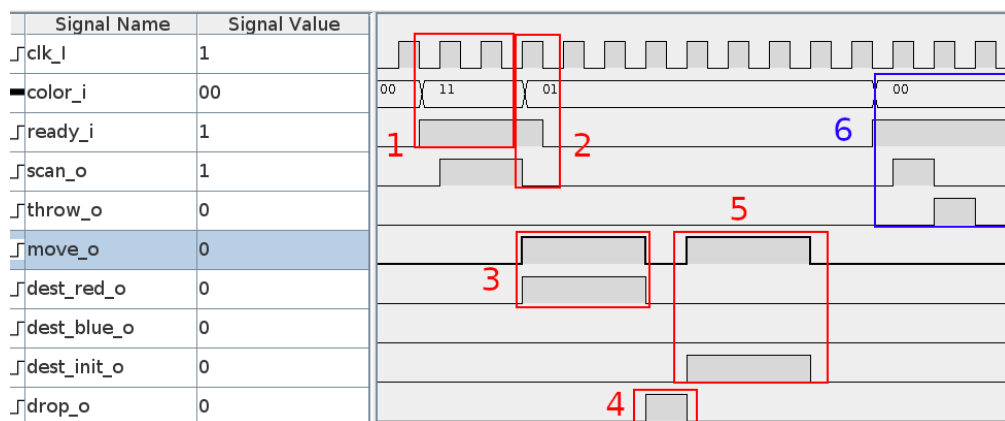 Signal Name Signal Value
clk_I 1
color_i 00 00 11 01 00
ready_i 1 1 2 6
scan_o 1
throw_o 0 5
move_o 0
dest_red_o 0 3
dest_blue_o 0
dest_init_o 0
drop_o 0 4